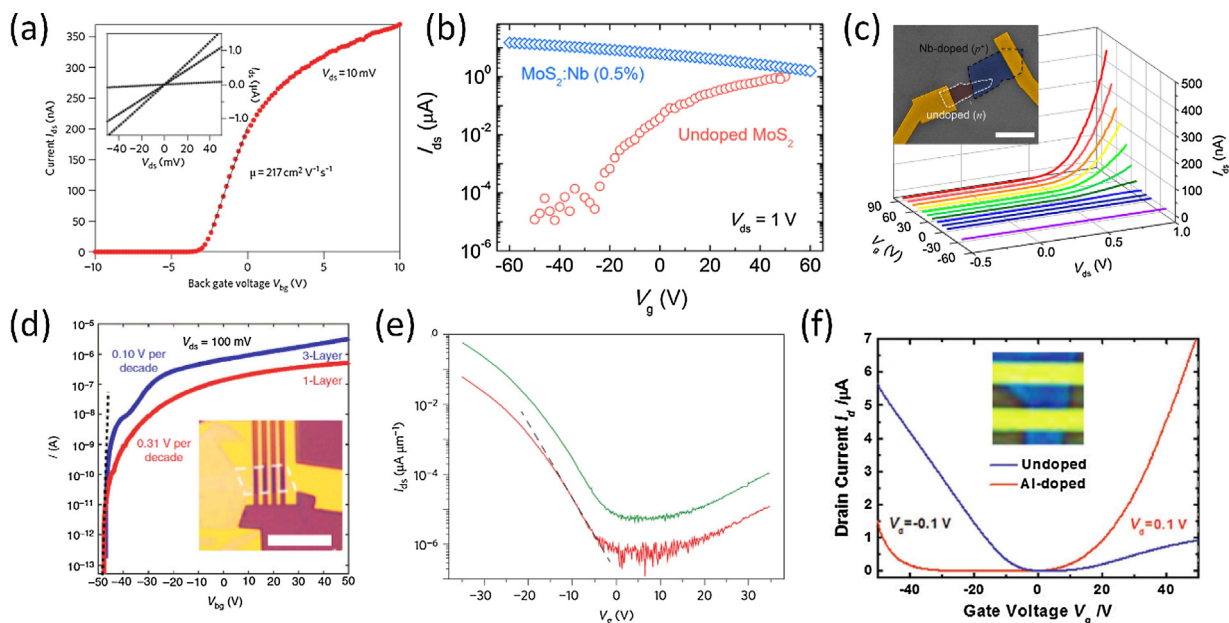 (a)
Current I_ds (nA)
350
300
250
200
150
100
50
0
−10
−5
0
5
10
Back gate voltage V_bg (V)
V_ds = 10 mV
μ = 217 cm² V⁻¹s⁻¹
1.0
0.0
−1.0
I_ds (μA)
−40
−20
0
20
40
V_ds (mV)
(b)
I_ds (μA)
10²
10⁰
10⁻²
10⁻⁴
10⁻⁶
MoS₂:Nb (0.5%)
Undoped MoS₂
V_ds = 1 V
-60
-40
-20
0
20
40
60
V_g (V)
(c)
Nb-doped (p⁺)
undoped (n)
500
400
300
200
100
0
I_ds (nA)
90
60
30
0
-30
-60
V_g (V)
-0.5
0.0
0.5
1.0
V_ds (V)
(d)
I (A)
10⁻⁵
10⁻⁶
10⁻⁷
10⁻⁸
10⁻⁹
10⁻¹⁰
10⁻¹¹
10⁻¹²
10⁻¹³
0.10 V per
decade
V_ds = 100 mV
3-Layer
1-Layer
0.31 V per
decade
−50
−40
−30
−20
−10
0
10
20
30
40
50
V_bg (V)
(e)
I_ds (μA μm⁻¹)
0
10⁻²
10⁻⁴
10⁻⁶
−30
−20
−10
0
10
20
30
V_g (V)
(f)
Drain Current I_d /μA
7
6
5
4
3
2
1
0
Undoped
Al-doped
V_d=-0.1 V
V_d=0.1 V
-40
-20
0
20
40
Gate Voltage V_g /V